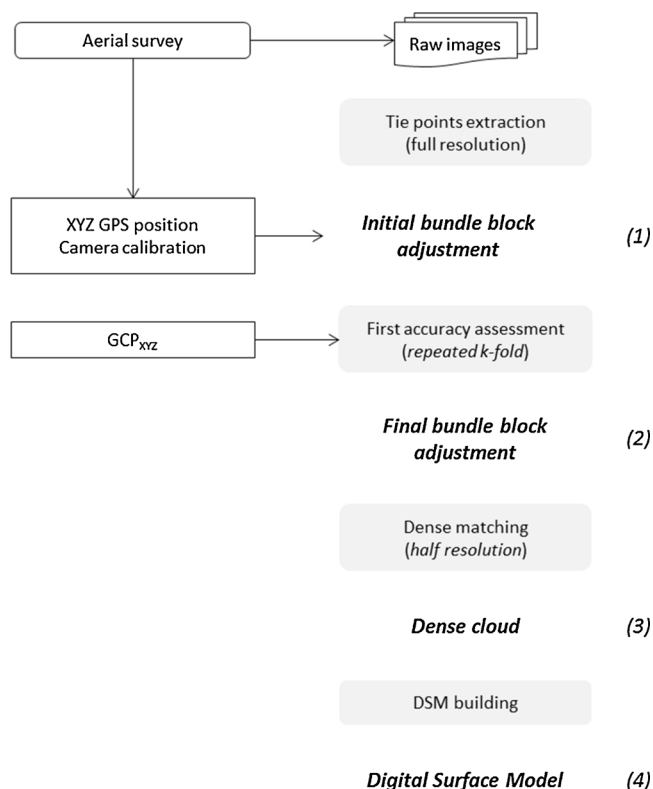 Aerial survey
Raw images
Tie points extraction
(full resolution)
XYZ GPS position
Camera calibration
Initial bundle block
adjustment
(1)
GCPXYZ
First accuracy assessment
(repeated k-fold)
Final bundle block
adjustment
(2)
Dense matching
(half resolution)
Dense cloud
(3)
DSM building
Digital Surface Model
(4)